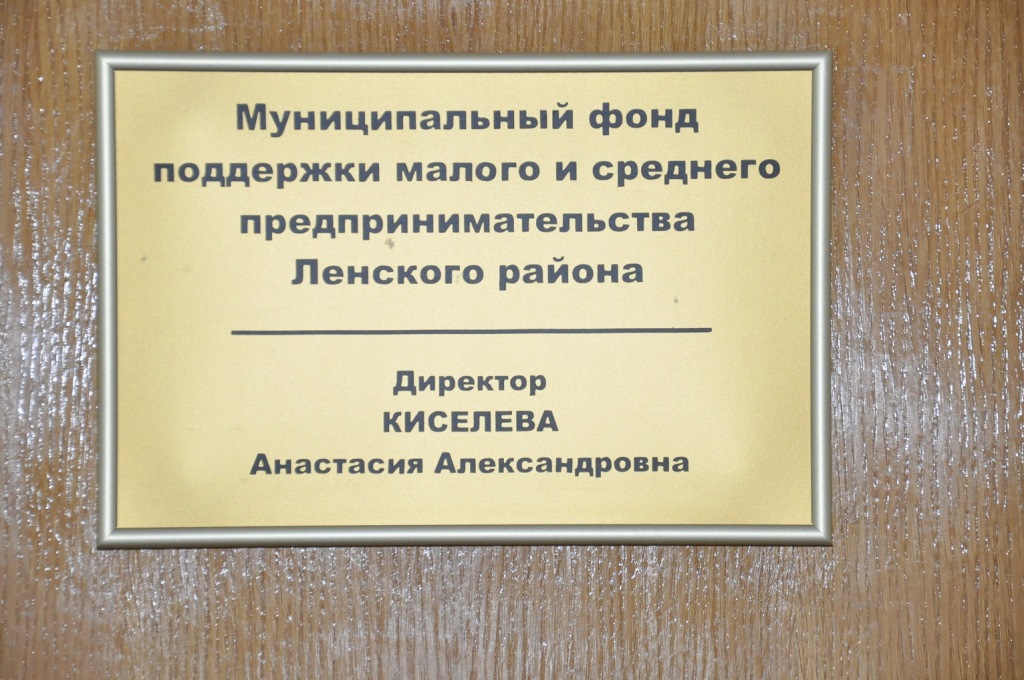 Муниципальный фонд
поддержки малого и среднего
предпринимательства
Ленского района
Директор
КИСЕЛЕВА
Анастасия Александровна